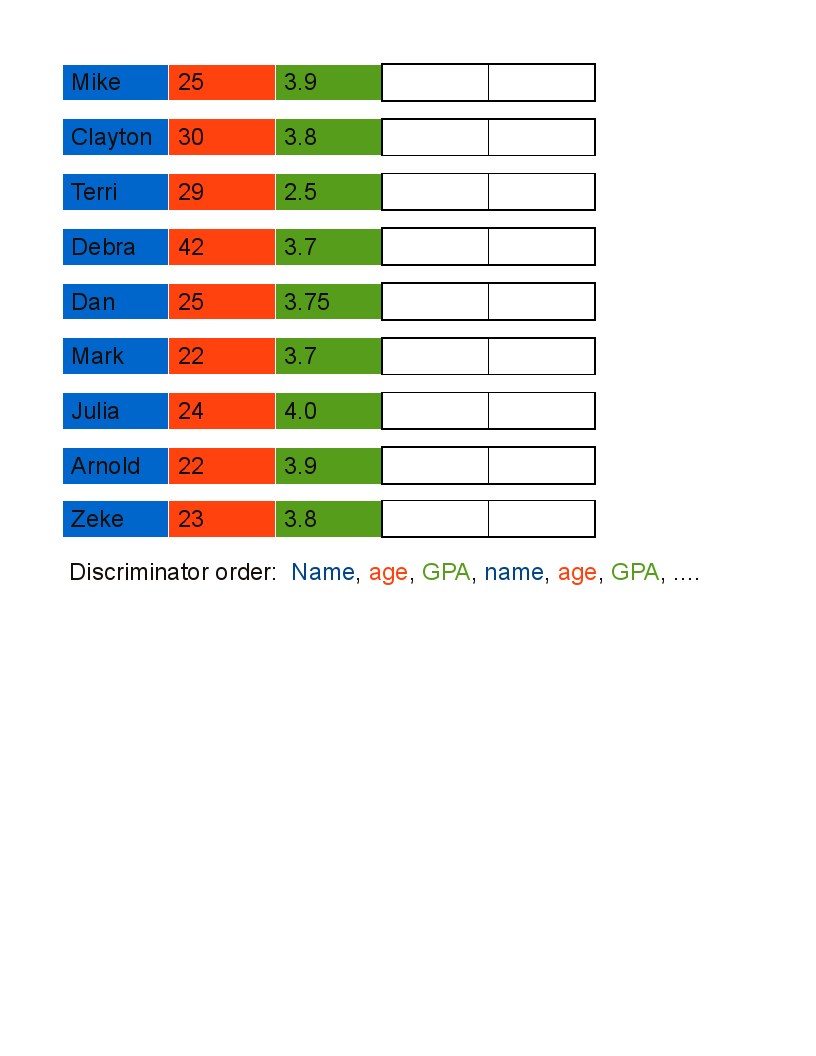 Mike 25 3.9
Clayton 30 3.8
Terri 29 2.5
Debra 42 3.7
Dan 25 3.75
Mark 22 3.7
Julia 24 4.0
Arnold 22 3.9
Zeke 23 3.8
Discriminator order: Name, age, GPA, name, age, GPA, ....